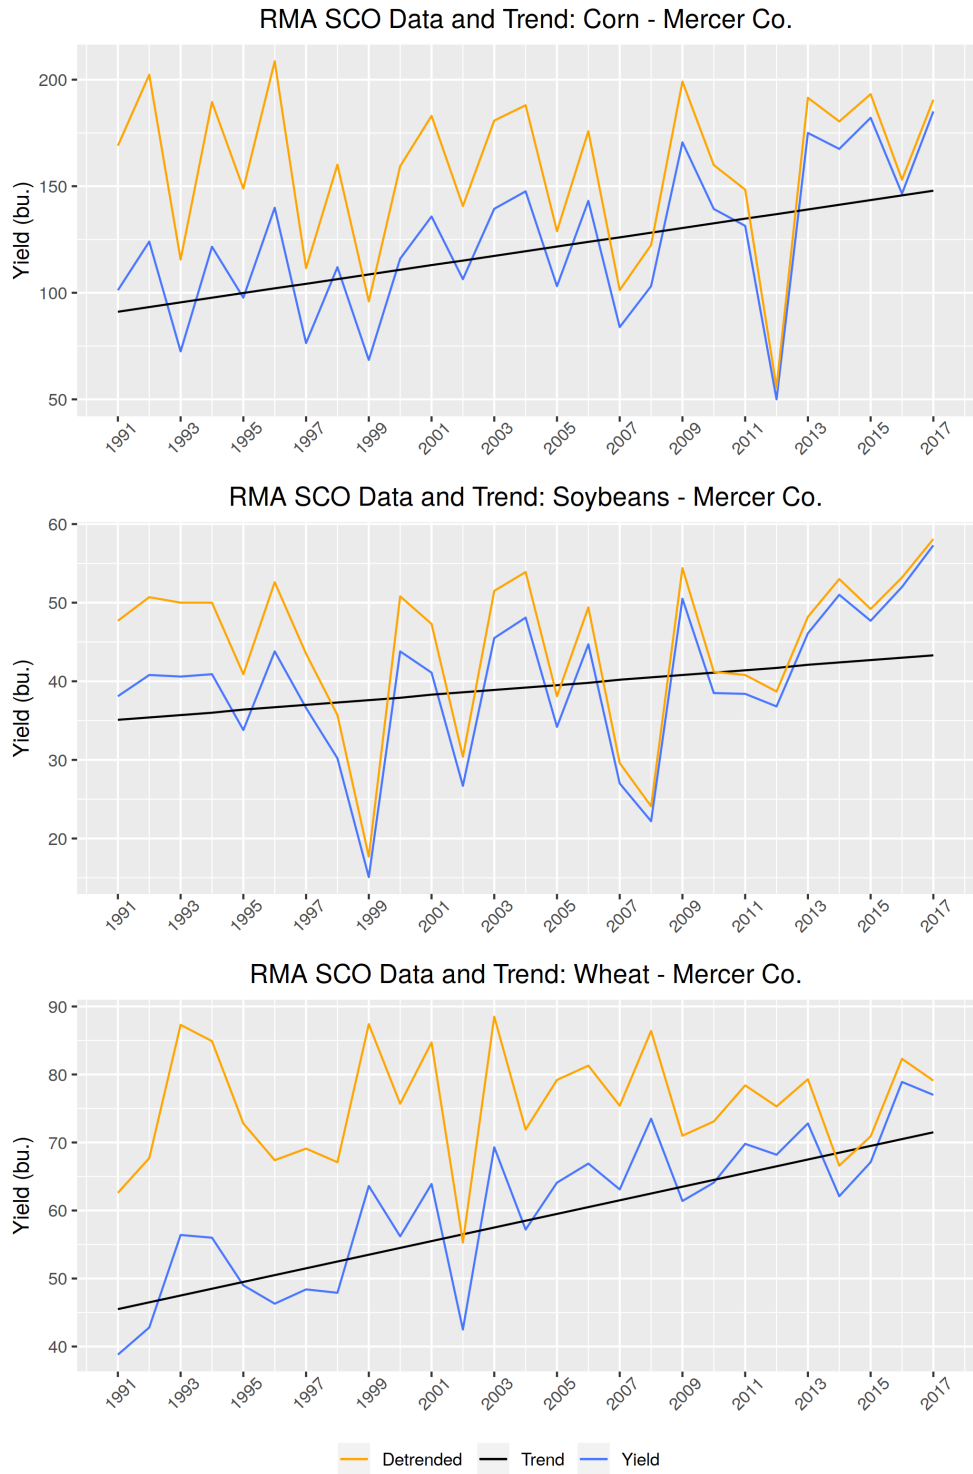 RMA SCO Data and Trend: Corn - Mercer Co.
Yield (bu.)
200
150
100
50
1991 1993 1995 1997 1999 2001 2003 2005 2007 2009 2011 2013 2015 2017
RMA SCO Data and Trend: Soybeans - Mercer Co.
Yield (bu.)
60
50
40
30
20
1991 1993 1995 1997 1999 2001 2003 2005 2007 2009 2011 2013 2015 2017
RMA SCO Data and Trend: Wheat - Mercer Co.
Yield (bu.)
90
80
70
60
50
40
1991 1993 1995 1997 1999 2001 2003 2005 2007 2009 2011 2013 2015 2017
Detrended Trend Yield